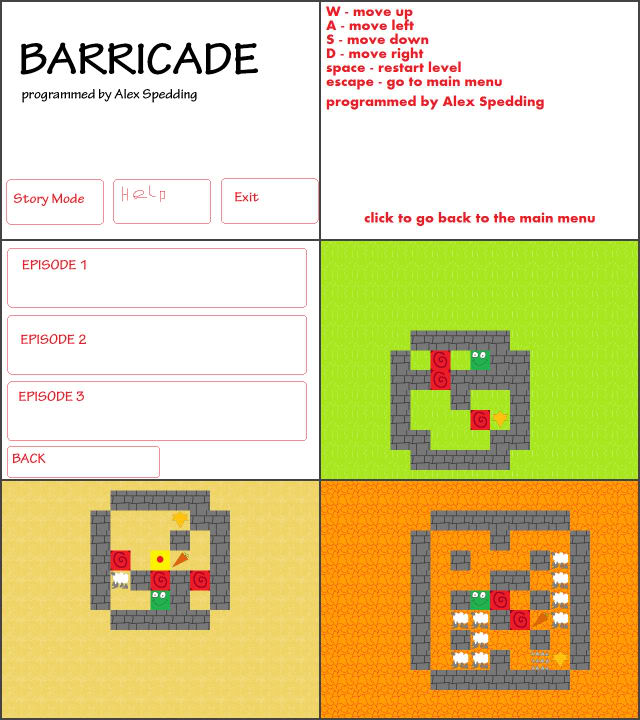 BARRICADE
programmed by Alex Spedding
Story Mode
Help
Exit
W - move up
A - move left
S - move down
D - move right
space - restart level
escape - go to main menu
programmed by Alex Spedding
click to go back to the main menu
EPISODE 1
EPISODE 2
EPISODE 3
BACK